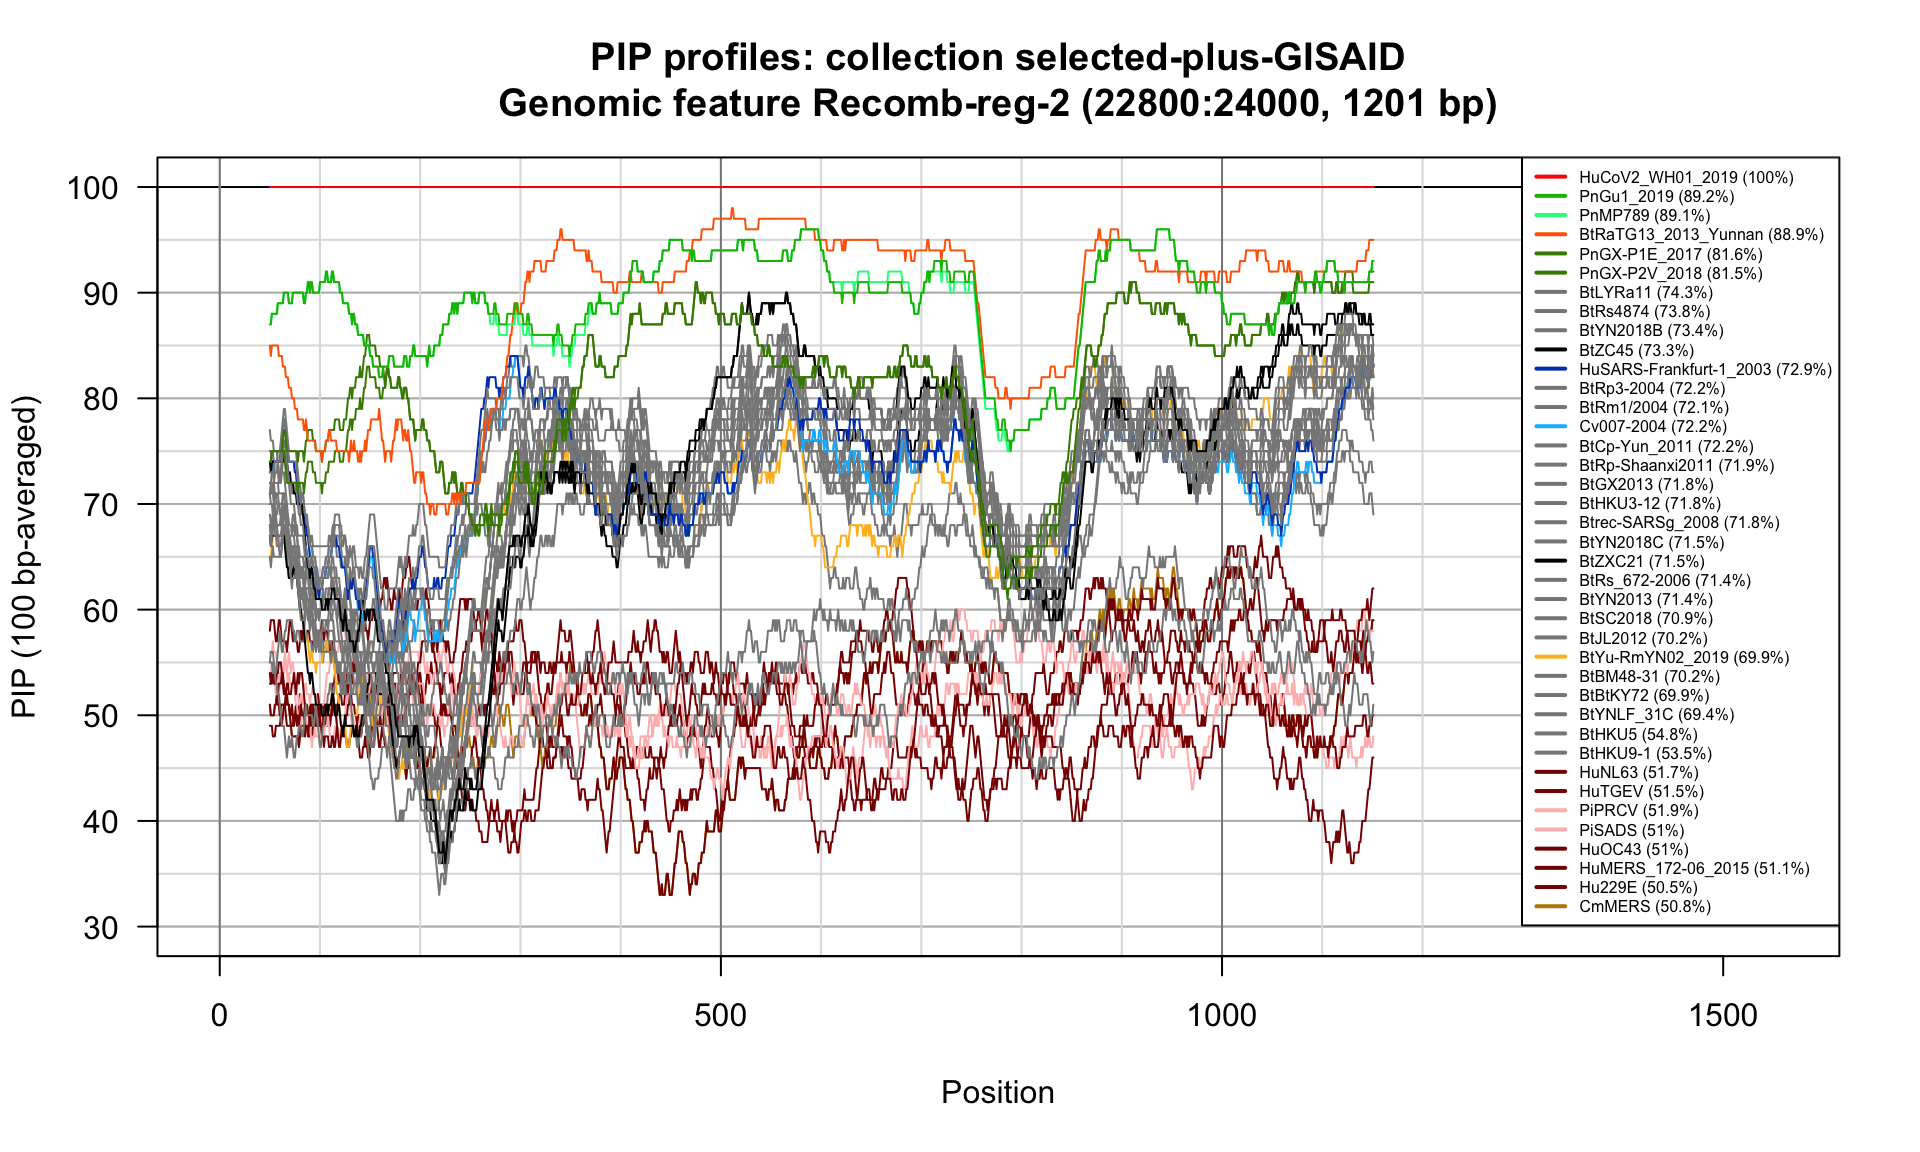 PIP profiles: collection selected-plus-GISAID
Genomic feature Recomb-reg-2 (22800:24000, 1201 bp)
PIP (100 bp-averaged)
100
90
80
70
60
50
40
30
0
500
1000
1500
Position
HuCoV2_WH01_2019 (100%)
PnGu1_2019 (89.2%)
PnMP789 (89.1%)
BtRaTG13_2013_Yunnan (88.9%)
PnGX-P1E_2017 (81.6%)
PnGX-P2V_2018 (81.5%)
BtLYRa11 (74.3%)
BtRs4874 (73.8%)
BtYN2018B (73.4%)
BtZC45 (73.3%)
HuSARS-Frankfurt-1_2003 (72.9%)
BtRp3-2004 (72.2%)
BtRm1/2004 (72.1%)
Cv007-2004 (72.2%)
BtCp-Yun_2011 (72.2%)
BtRp-Shaanxi2011 (71.9%)
BtGX2013 (71.8%)
BtHKU3-12 (71.8%)
Btrec-SARSg_2008 (71.8%)
BtYN2018C (71.5%)
BtZXC21 (71.5%)
BtRs_672-2006 (71.4%)
BtYN2013 (71.4%)
BtSC2018 (70.9%)
BtJL2012 (70.2%)
BtYu-RmYN02_2019 (69.9%)
BtBM48-31 (70.2%)
BtBtKY72 (69.9%)
BtYNLF_31C (69.4%)
BtHKU5 (54.8%)
BtHKU9-1 (53.5%)
HuNL63 (51.7%)
HuTGEV (51.5%)
PiPRCV (51.9%)
PiSADS (51%)
HuOC43 (51%)
HuMERS_172-06_2015 (51.1%)
Hu229E (50.5%)
CmMERS (50.8%)